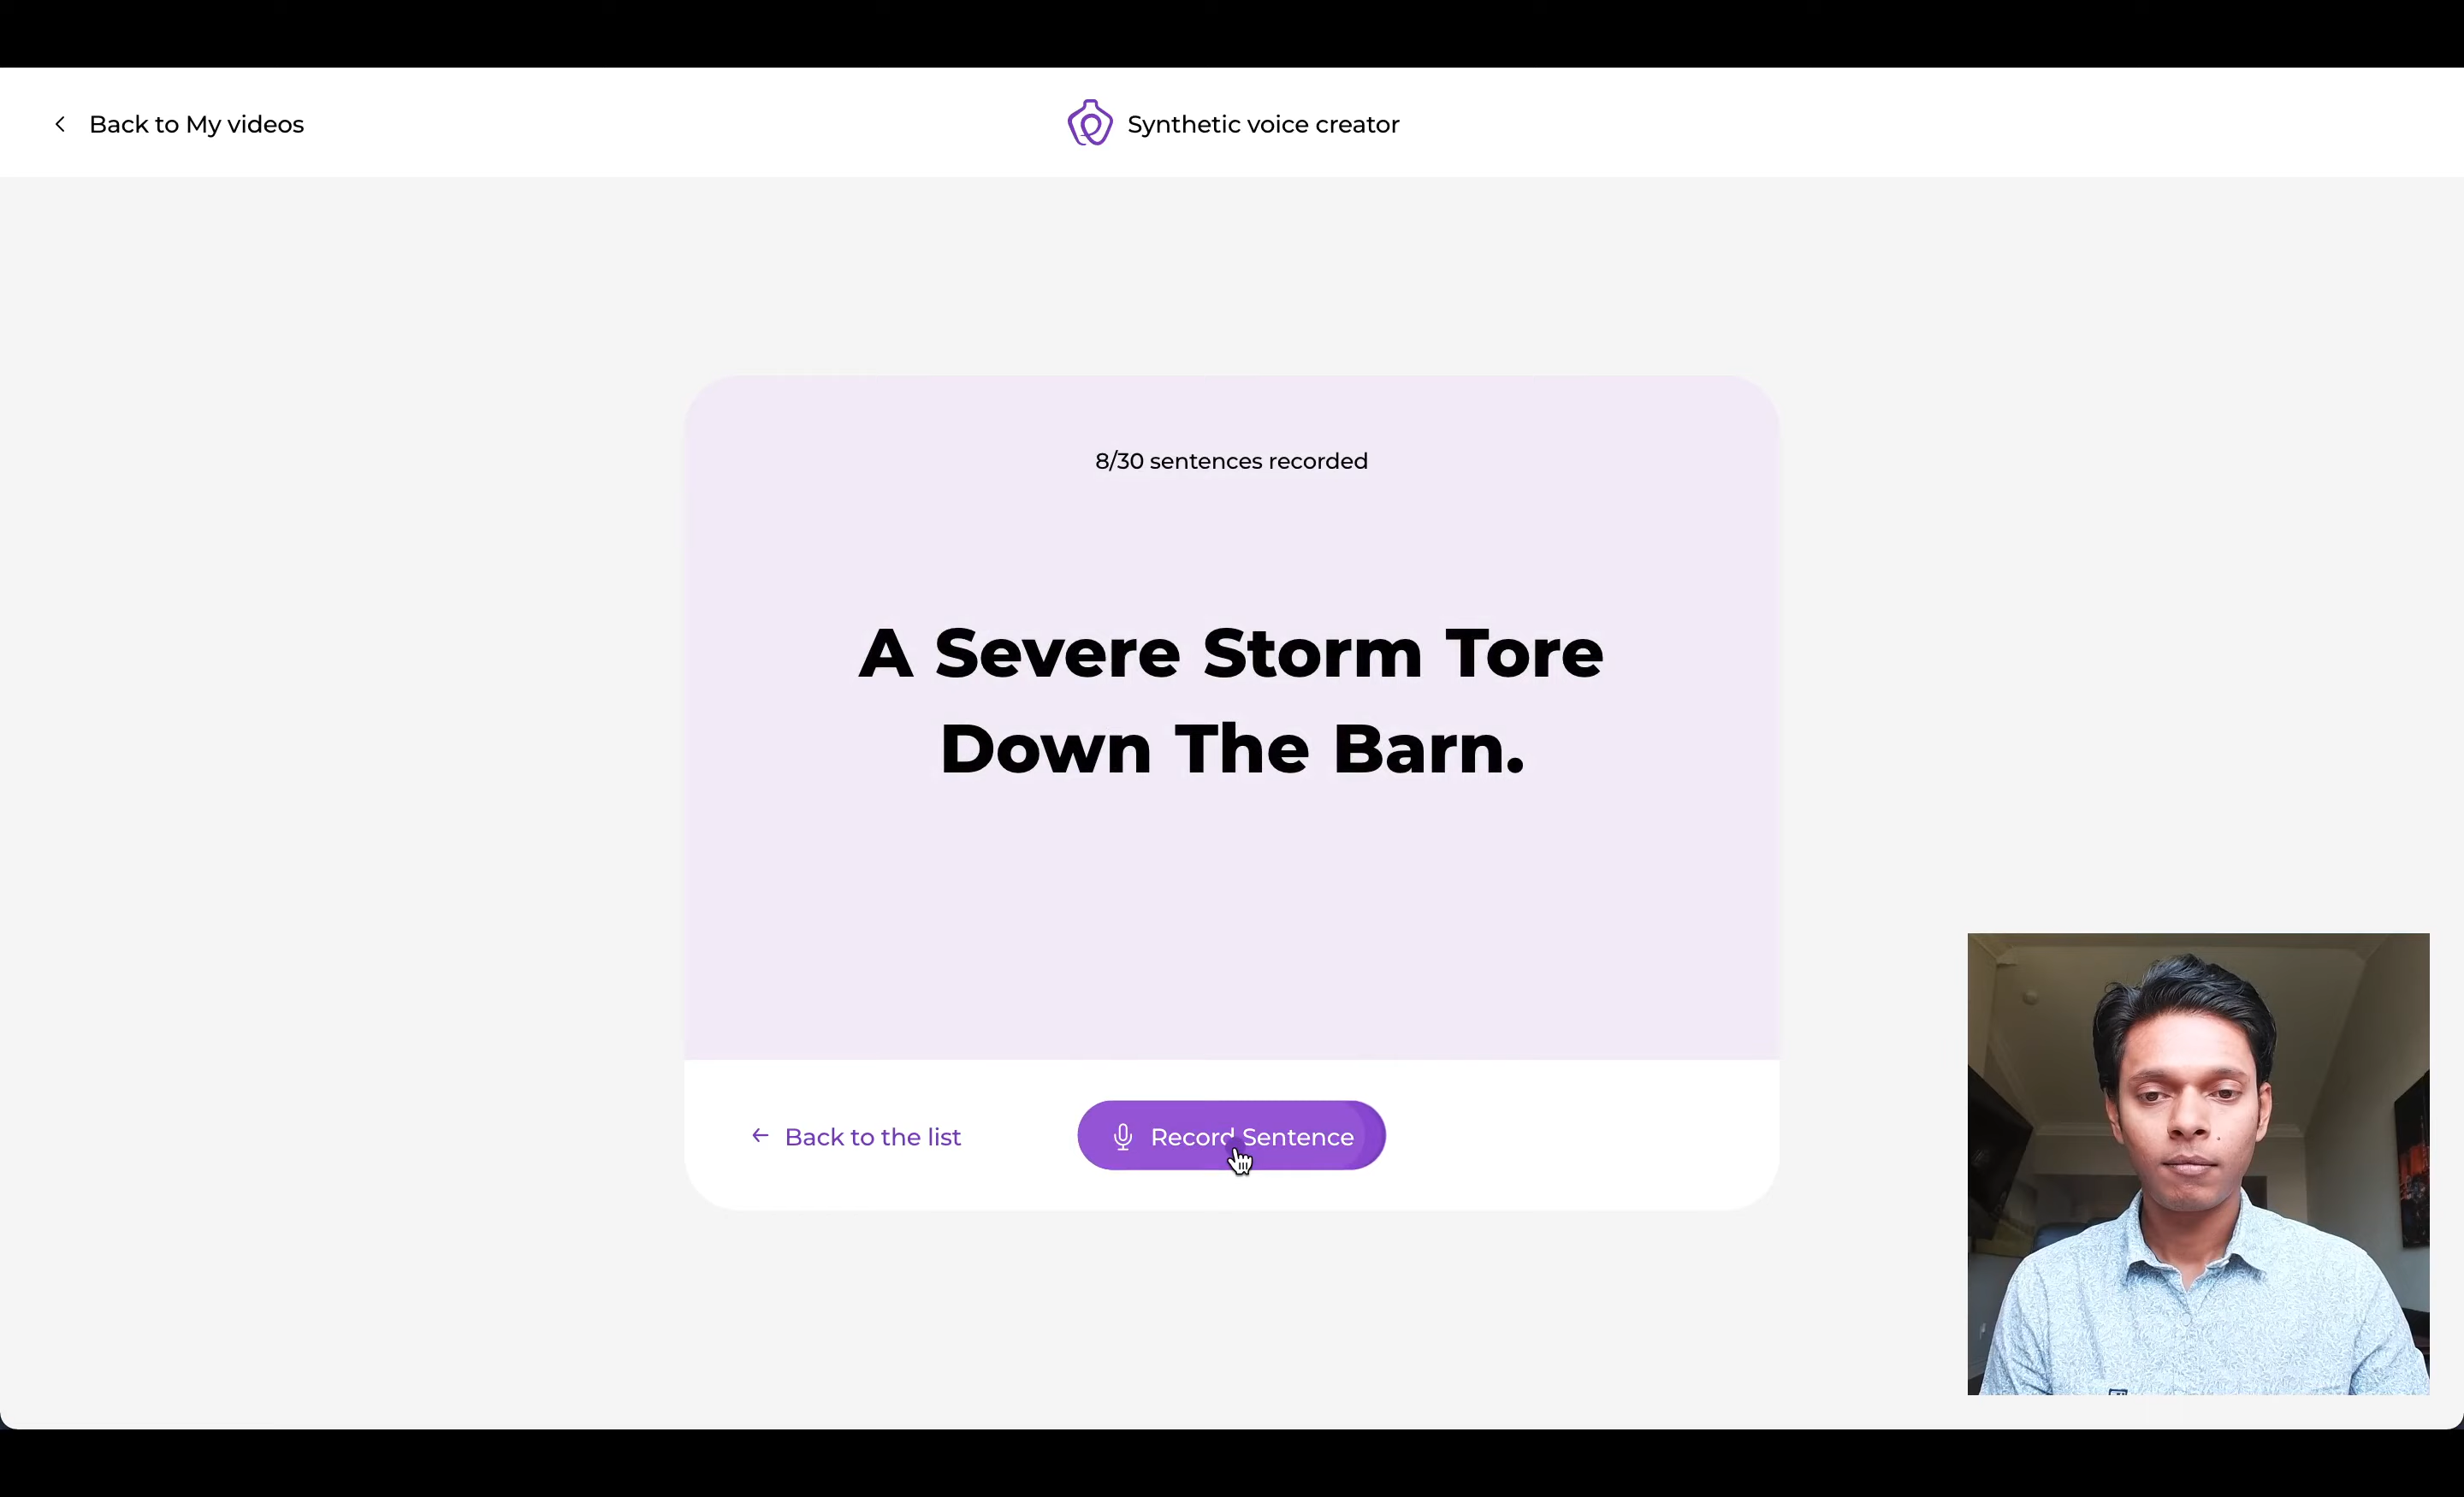 Back to My videos
Synthetic voice creator
8/30 sentences recorded
A Severe Storm Tore
Down The Barn.
Back to the list
Record Sentence